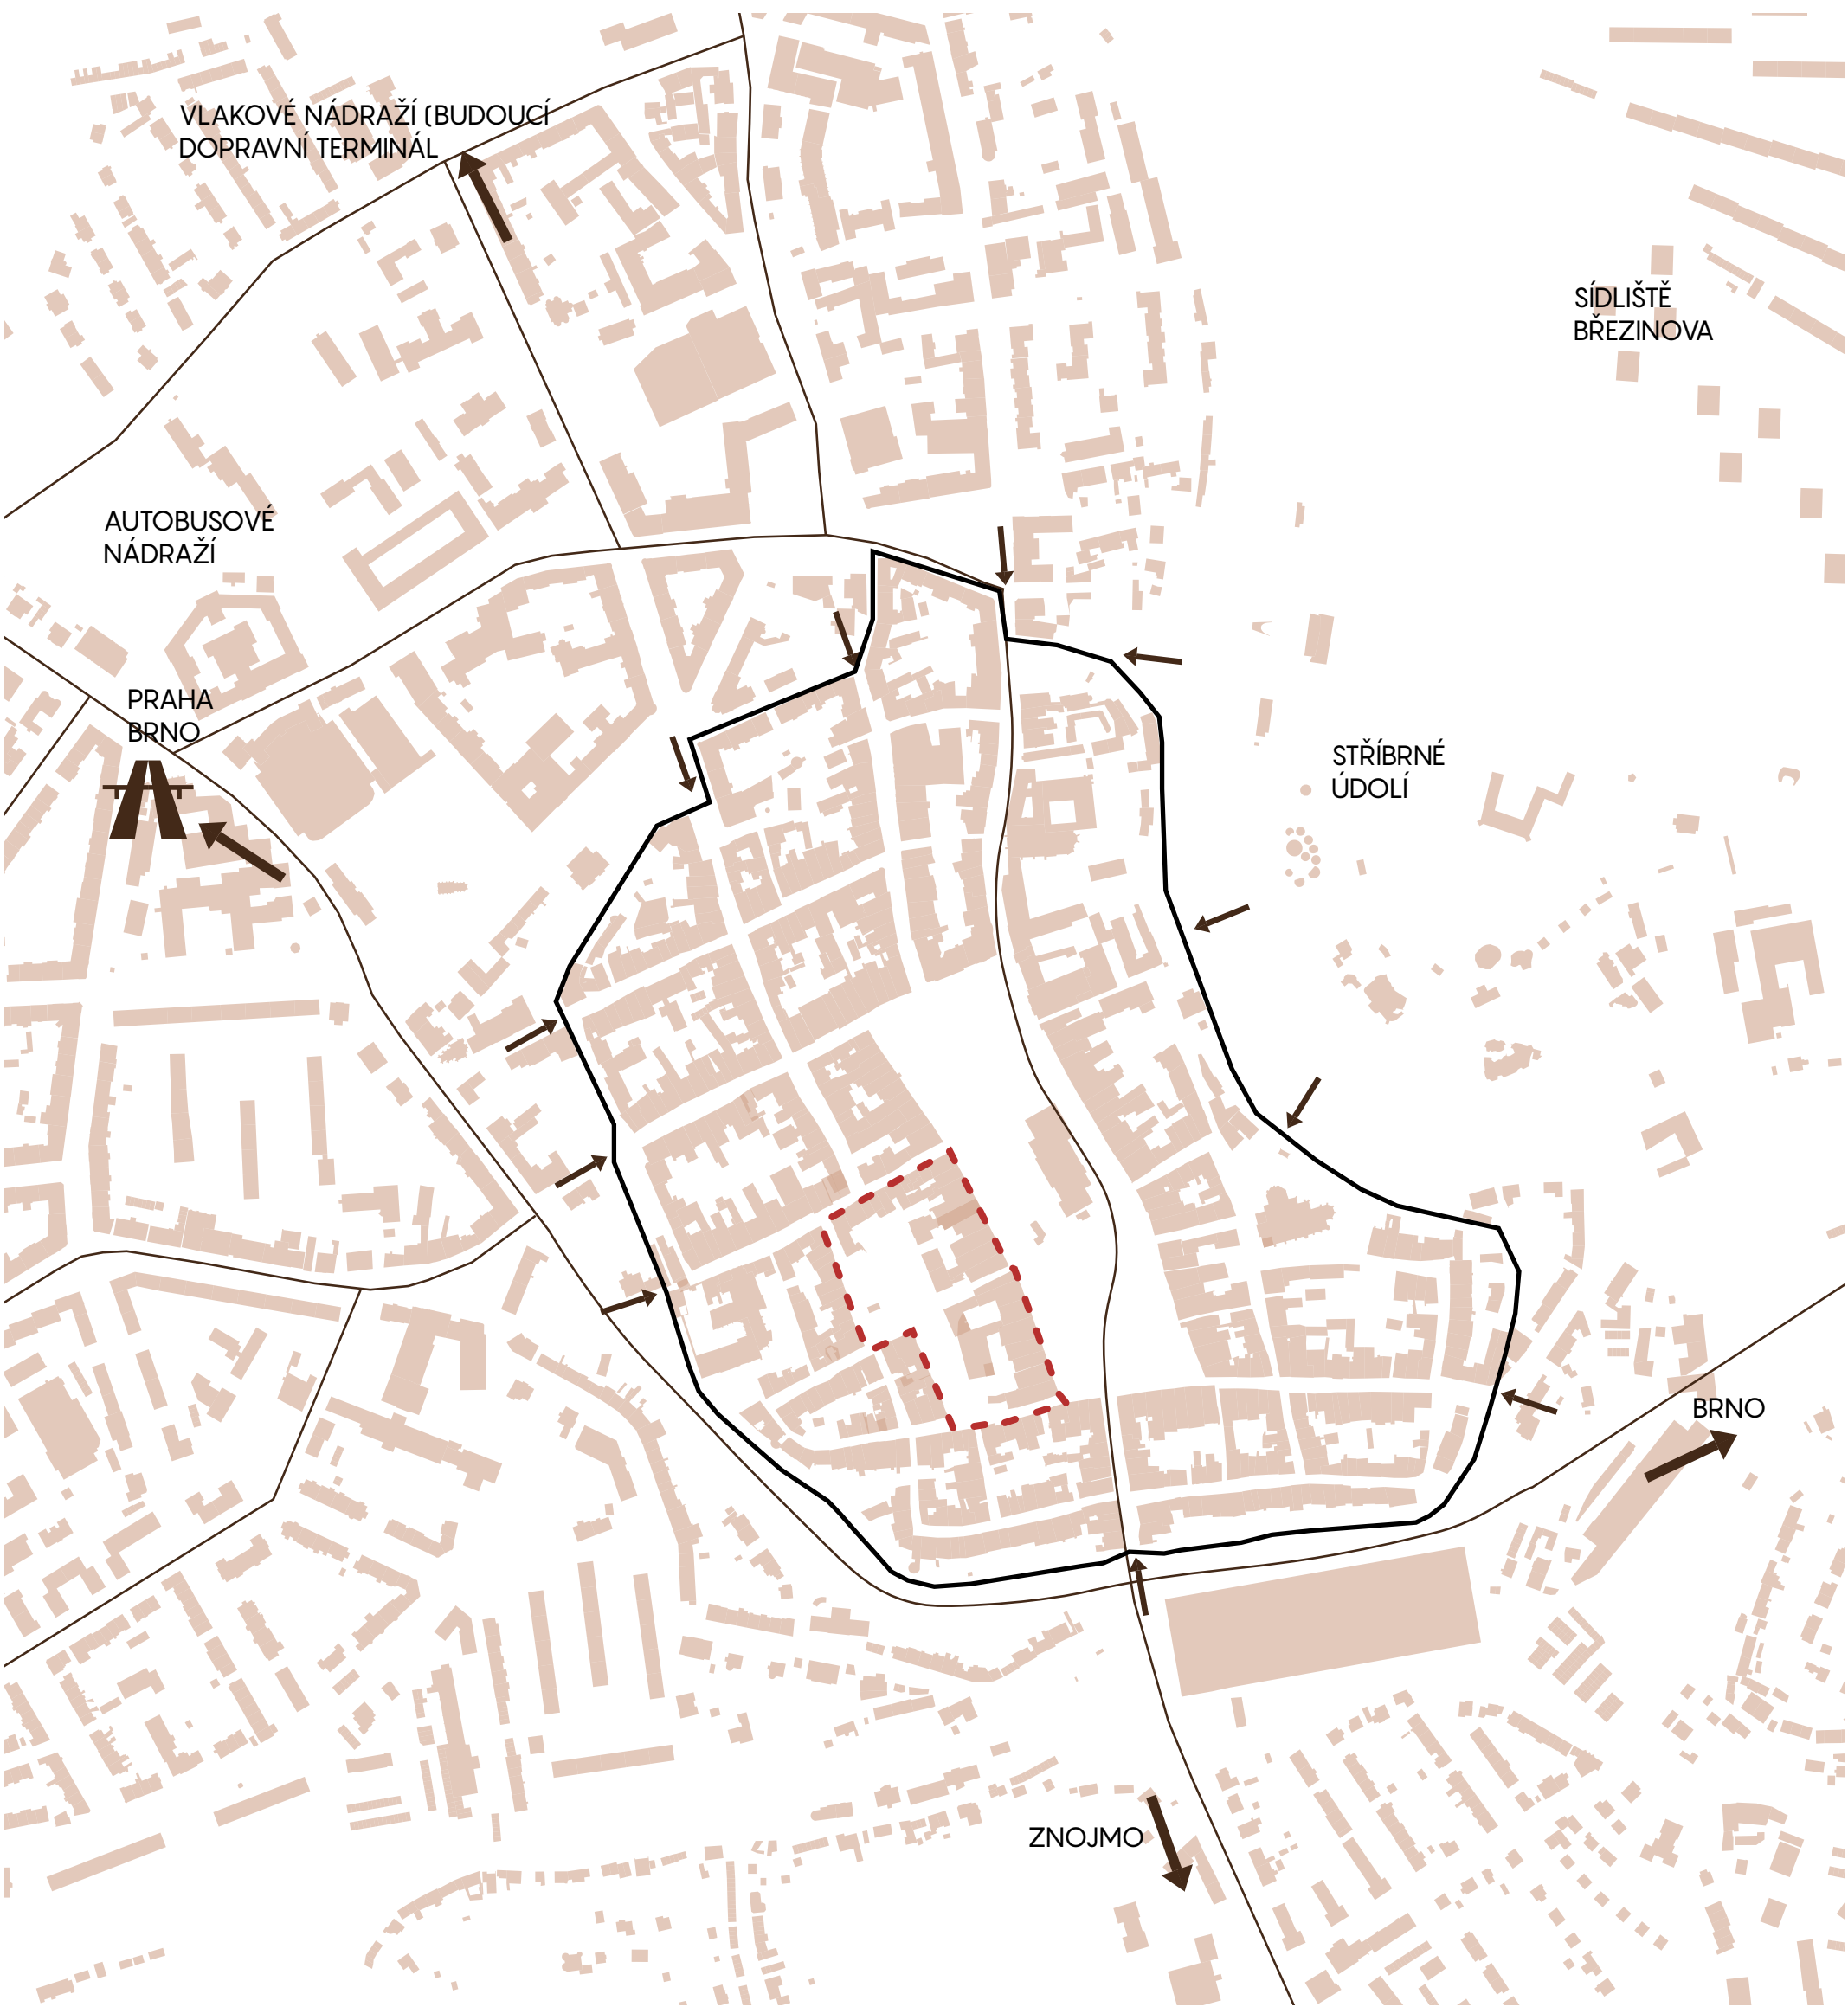 VLAKOVÉ NÁDRAŽÍ (BUDOUCÍ
DOPRAVNÍ TERMINÁL
SÍDLIŠTĚ
BŘEZINOVA
AUTOBUSOVÉ
NÁDRAŽÍ
PRAHA
BRNO
STŘÍBRNÉ
ÚDOLÍ
BRNO
ZNOJMO